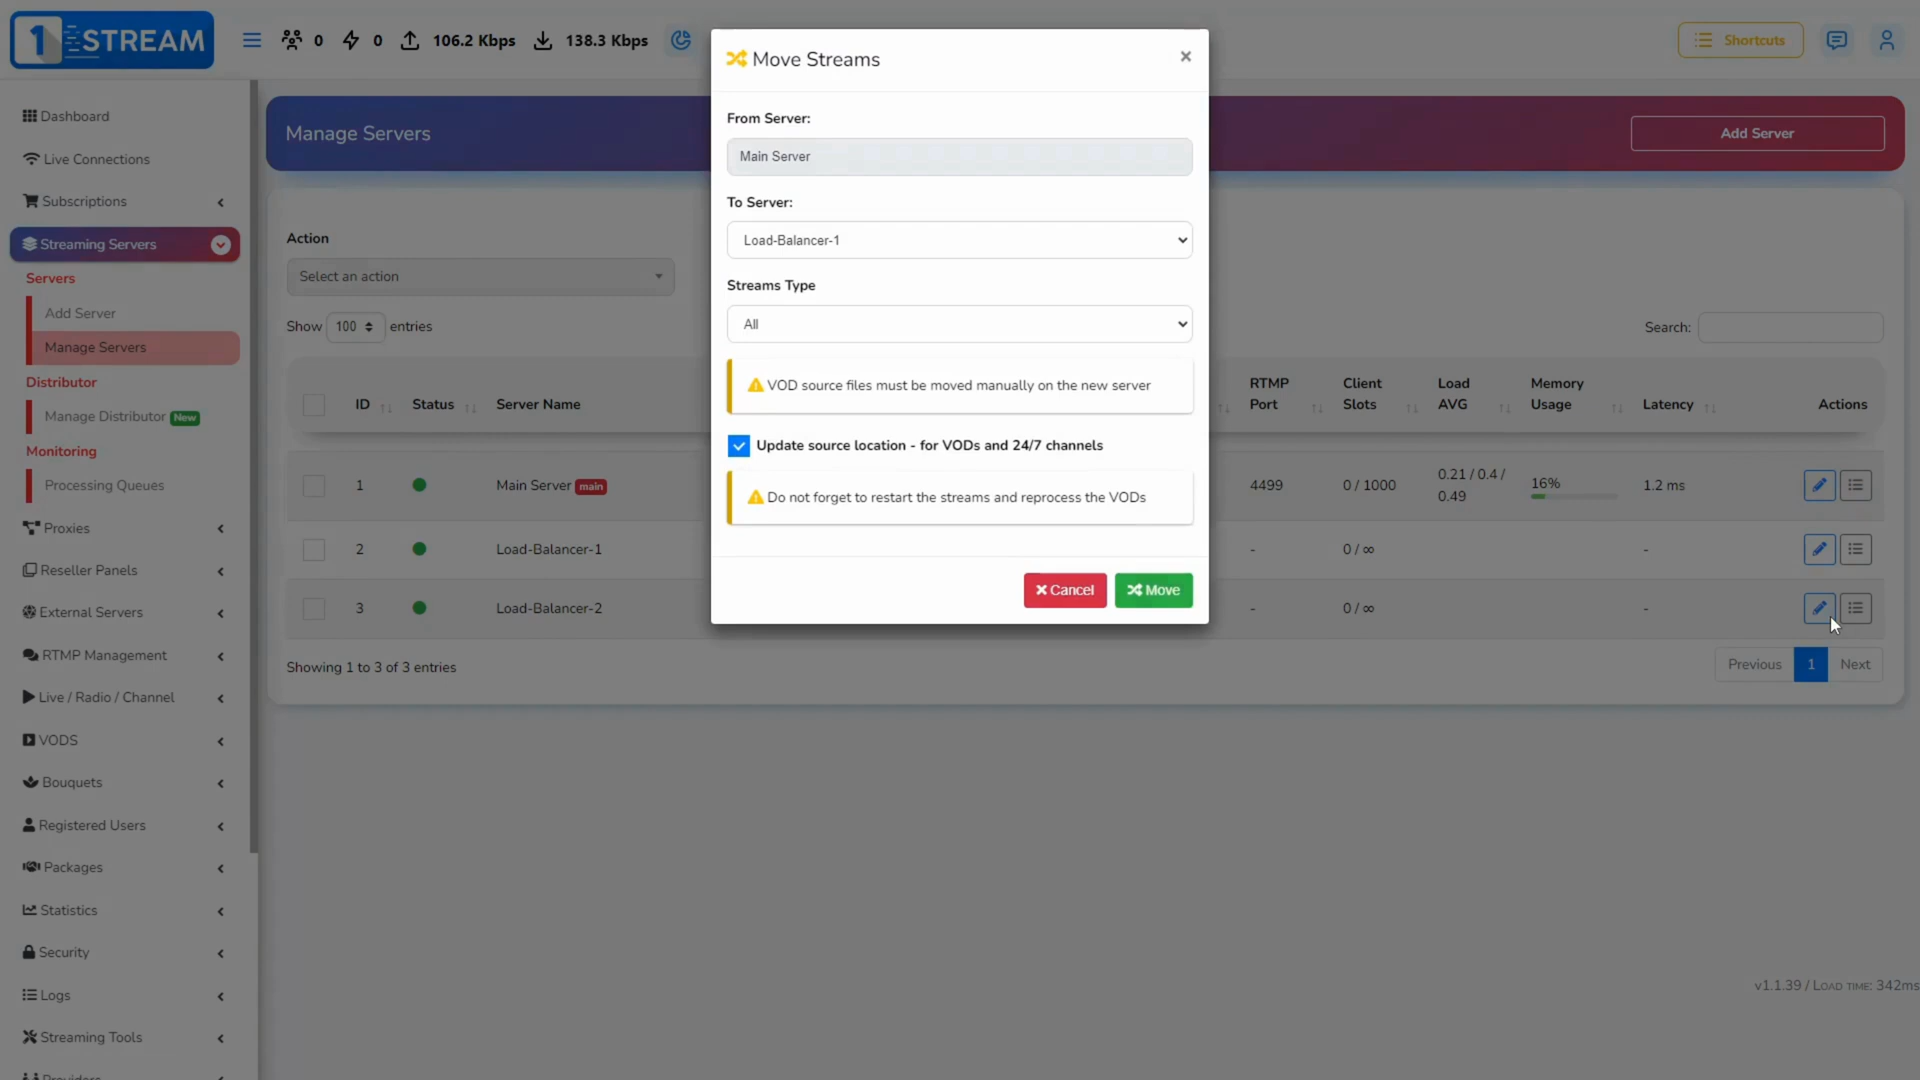 1 STREAM
0
0
106.2 Kbps
138.3 Kbps
Shortcuts
Dashboard
Live Connections
Subscriptions
Streaming Servers
Servers
Add Server
Manage Servers
Distributor
Manage Distributor New
Monitoring
Processing Queues
Proxies
Reseller Panels
External Servers
RTMP Management
Live / Radio / Channel
VODS
Bouquets
Registered Users
Packages
Statistics
Security
Logs
Streaming Tools
Providers
Manage Servers
Add Server
Action
Select an action
Show 100 entries
Search:
ID Status Server Name RTMP Port Client Slots Load AVG Memory Usage Latency Actions
1 Main Server main 4499 0 / 1000 0.21 / 0.4 / 0.49 16% 1.2 ms
2 Load-Balancer-1 - 0 / ∞ -
3 Load-Balancer-2 - 0 / ∞ -
Showing 1 to 3 of 3 entries
Previous 1 Next
v1.1.39 / LOAD TIME: 342ms
Move Streams
×
From Server:
Main Server
To Server:
Load-Balancer-1
Streams Type
All
VOD source files must be moved manually on the new server
Update source location - for VODs and 24/7 channels
Do not forget to restart the streams and reprocess the VODs
Cancel
Move